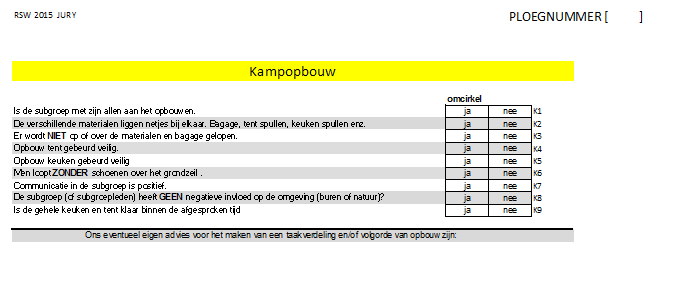 RSW 2015 JURY
PLOEGNUMMER [ ]
Kampopbouw
omcirkel
Is de subgroep met zijn allen aan het opbouwen. ja nee K1
De verschillende materialen liggen netjes bij elkaar. Bagage, tent spullen, keuken spullen enz. ja nee K2
Er wordt NIET op of over de materialen en bagage gelopen. ja nee K3
Opbouw tent gebeurd veilig. ja nee K4
Opbouw keuken gebeurd veilig ja nee K5
Men loopt ZONDER schoenen over het grondzeil . ja nee K6
Communicatie in de subgroep is positief. ja nee K7
De subgroep (of subgroepleden) heeft GEEN negatieve invloed op de omgeving (buren of natuur)? ja nee K8
Is de gehele keuken en tent klaar binnen de afgesproken tijd ja nee K9
Ons eventueel eigen advies voor het maken van een taakverdeling en/of volgorde van opbouw zijn: